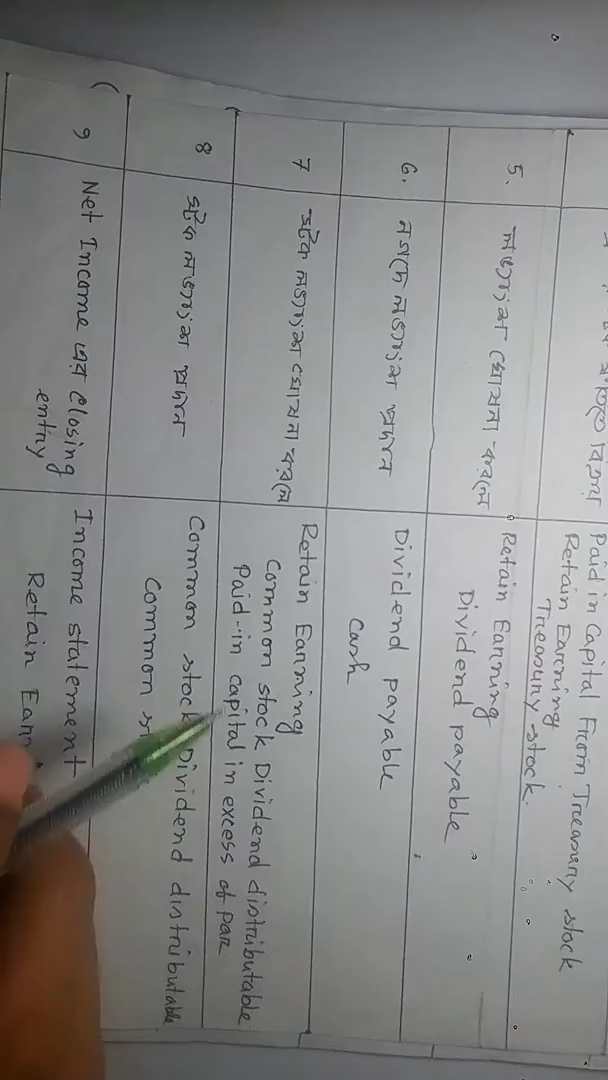 বিক্রয়
Paid in Capital From Treasury stock
Retain Earning
Treasury stock.
5.
লভ্যাংশ ঘোষনা করলে
Retain Earning
Dividend payable
6.
নগদে লভ্যাংশ প্রদান
Dividend payable
Cash
7
স্টক লভ্যাংশ ঘোষনা করলে
Retain Earning
Common stock Dividend distributable
Paid-in capital in excess of par
8
স্টক লভ্যাংশ প্রদান
Common stock Dividend distributable
Common
9
Net Income এর Closing
entry
Income statement
Retain